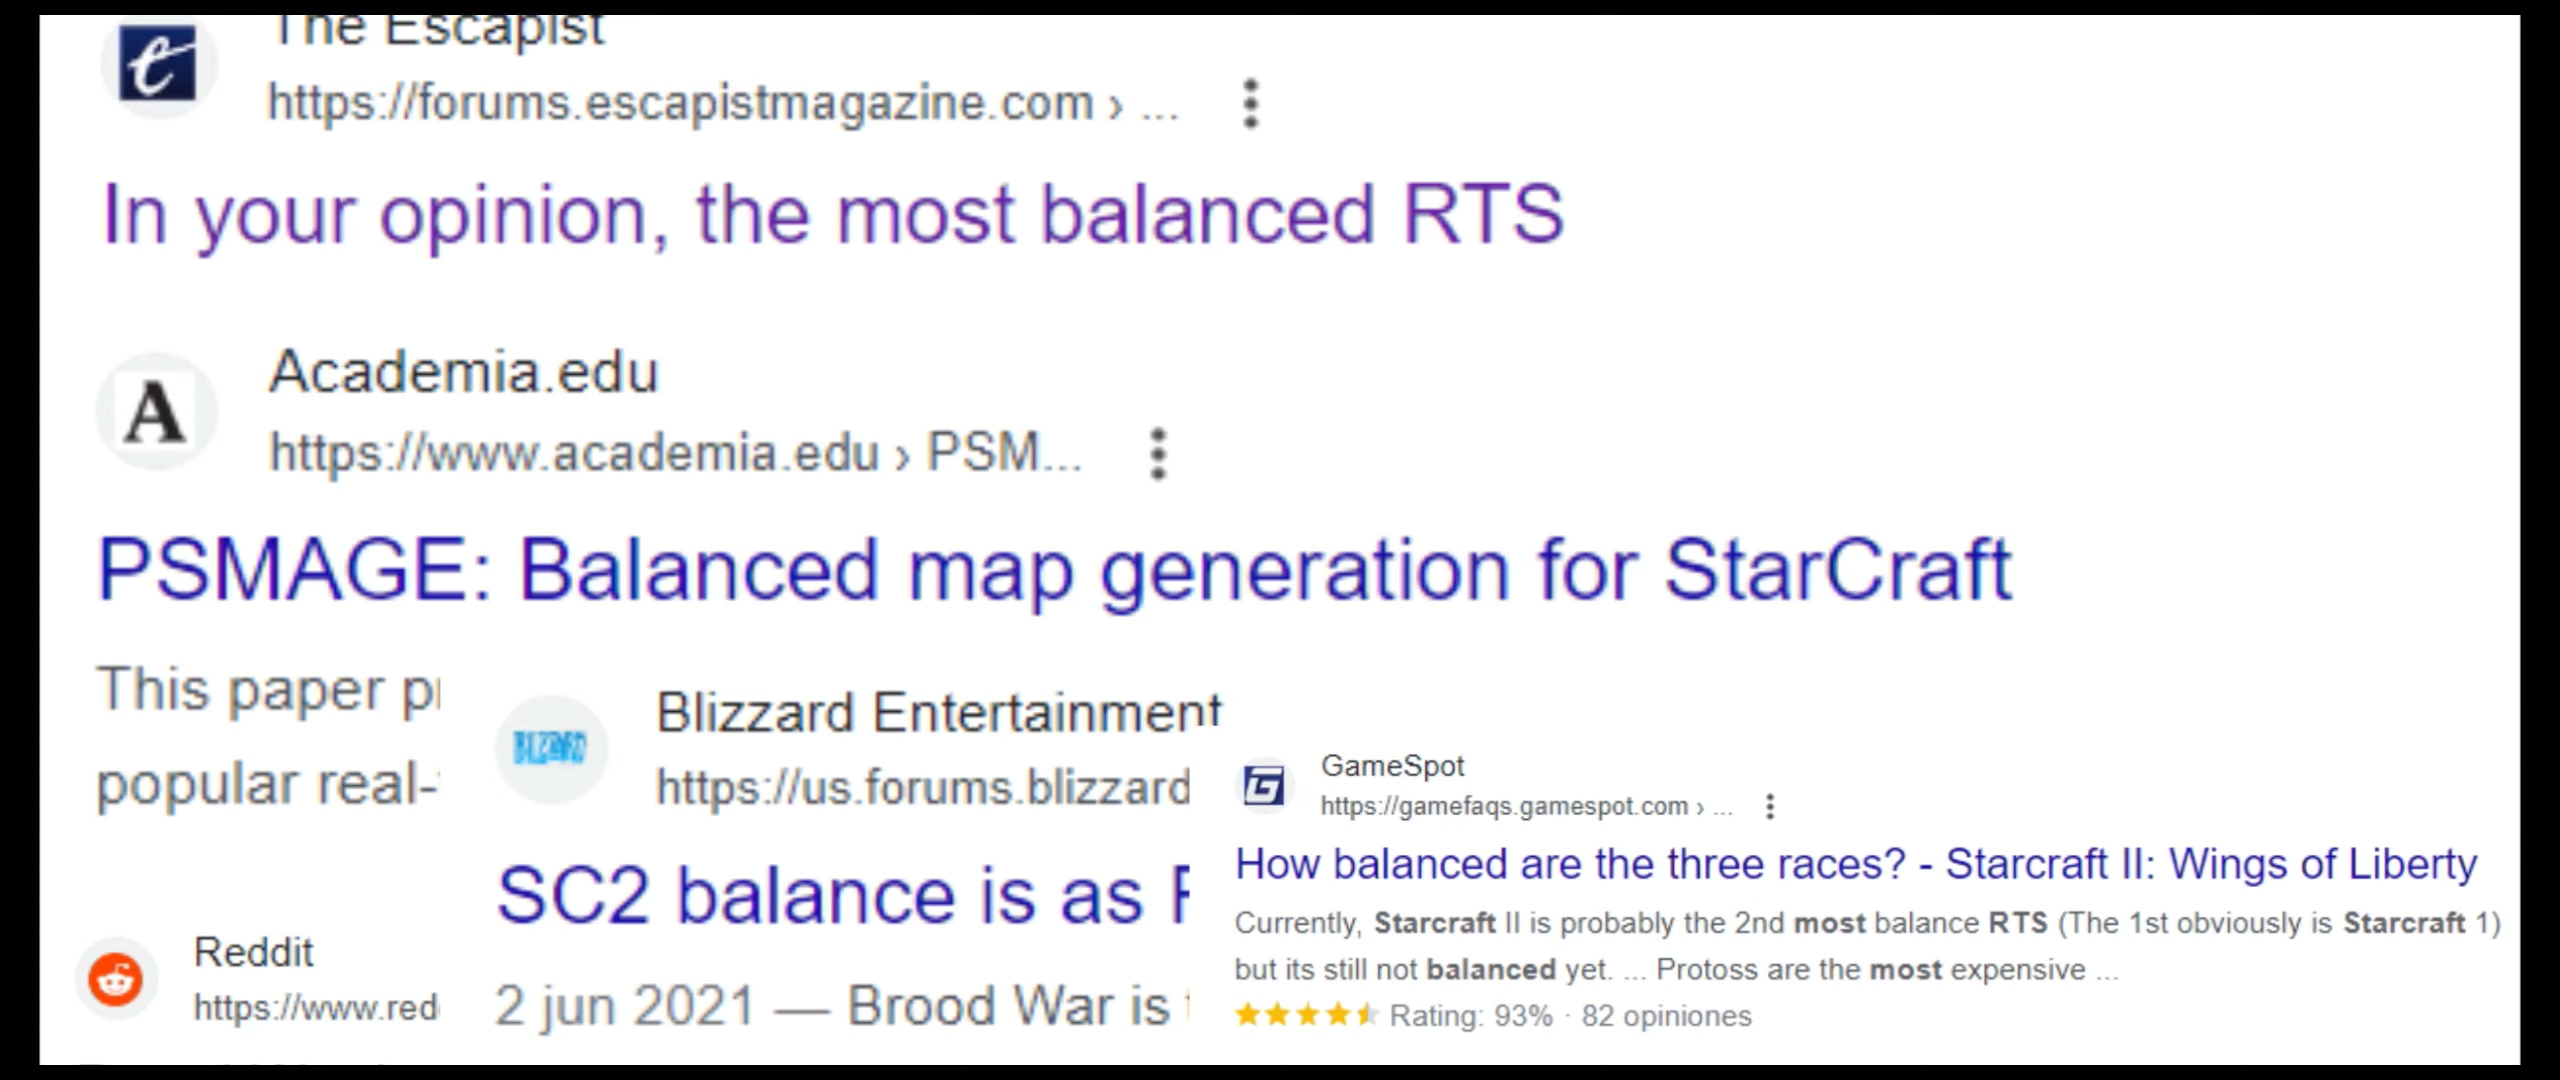 The Escapist
https://forums.escapistmagazine.com › ...
In your opinion, the most balanced RTS
A
Academia.edu
https://www.academia.edu › PSM...
PSMAGE: Balanced map generation for StarCraft
This paper
popular real-
BLIZZARD
Blizzard Entertainment
https://us.forums.blizzard
SC2 balance is as
2 jun 2021 — Brood War is
Reddit
https://www.red
GameSpot
https://gamefaqs.gamespot.com › ...
How balanced are the three races? - Starcraft II: Wings of Liberty
Currently, Starcraft II is probably the 2nd most balance RTS (The 1st obviously is Starcraft 1)
but its still not balanced yet. ... Protoss are the most expensive ...
Rating: 93% · 82 opiniones